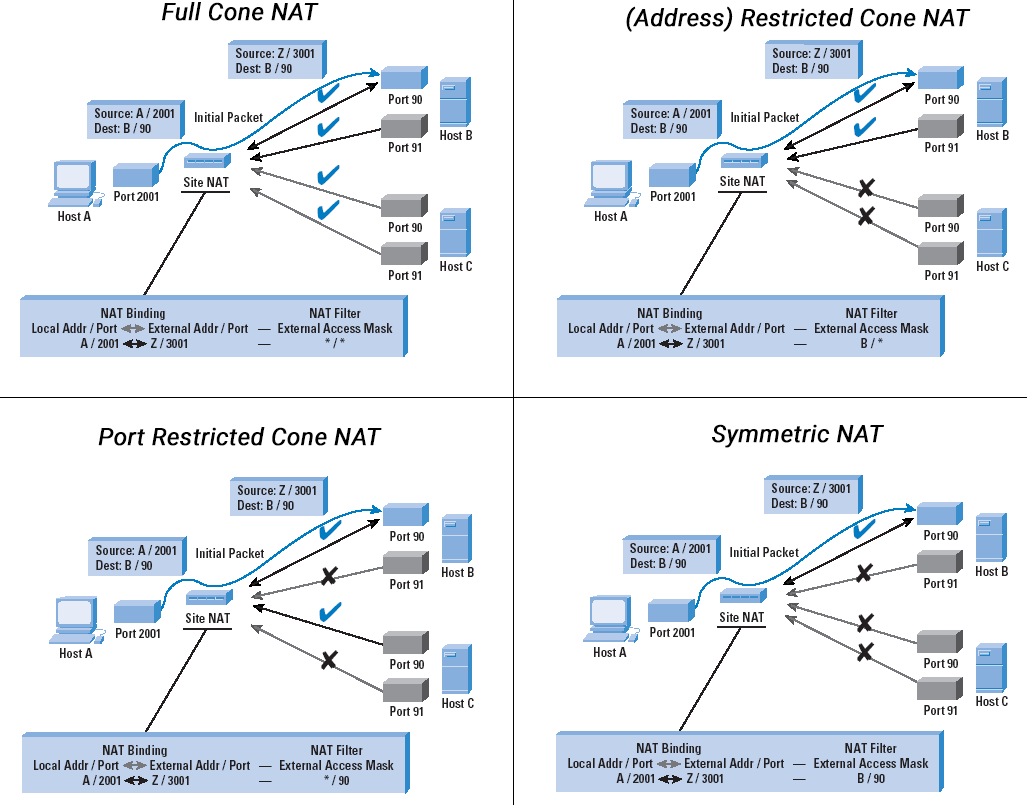 Full Cone NAT
Source: Z / 3001
Dest: B / 90
Source: A / 2001
Dest: B / 90
Initial Packet
Port 90
Host B
Port 91
Site NAT
Port 2001
Host A
Port 90
Host C
Port 91
NAT Binding NAT Filter
Local Addr / Port External Addr / Port — External Access Mask
A / 2001 Z / 3001 — * / *
(Address) Restricted Cone NAT
Source: Z / 3001
Dest: B / 90
Source: A / 2001
Dest: B / 90
Initial Packet
Port 90
Host B
Port 91
Site NAT
Port 2001
Host A
Port 90
Host C
Port 91
NAT Binding NAT Filter
Local Addr / Port External Addr / Port — External Access Mask
A / 2001 Z / 3001 — B / *
Port Restricted Cone NAT
Source: Z / 3001
Dest: B / 90
Source: A / 2001
Dest: B / 90
Initial Packet
Port 90
Host B
Port 91
Site NAT
Port 2001
Host A
Port 90
Host C
Port 91
NAT Binding NAT Filter
Local Addr / Port External Addr / Port — External Access Mask
A / 2001 Z / 3001 — * / 90
Symmetric NAT
Source: Z / 3001
Dest: B / 90
Source: A / 2001
Dest: B / 90
Initial Packet
Port 90
Host B
Port 91
Site NAT
Port 2001
Host A
Port 90
Host C
Port 91
NAT Binding NAT Filter
Local Addr / Port External Addr / Port — External Access Mask
A / 2001 Z / 3001 — B / 90